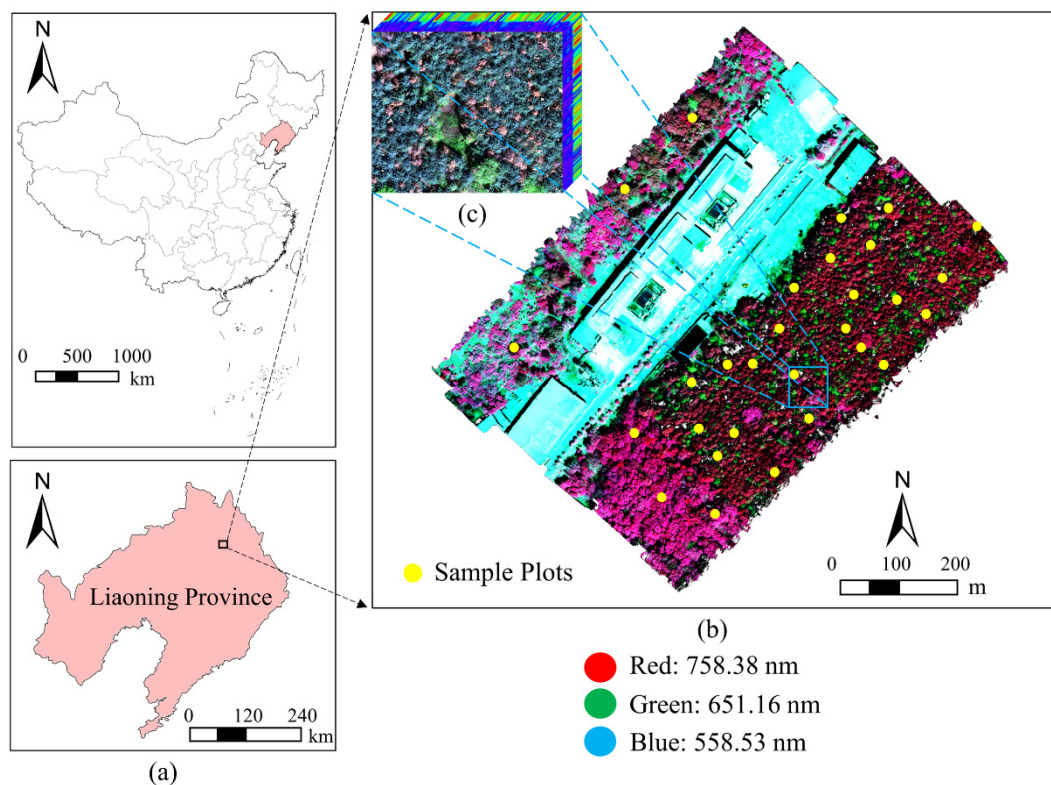 N
0 500 1000
km
N
Liaoning Province
0 120 240
km
(a)
(c)
N
Sample Plots
0 100 200
m
(b)
Red: 758.38 nm
Green: 651.16 nm
Blue: 558.53 nm